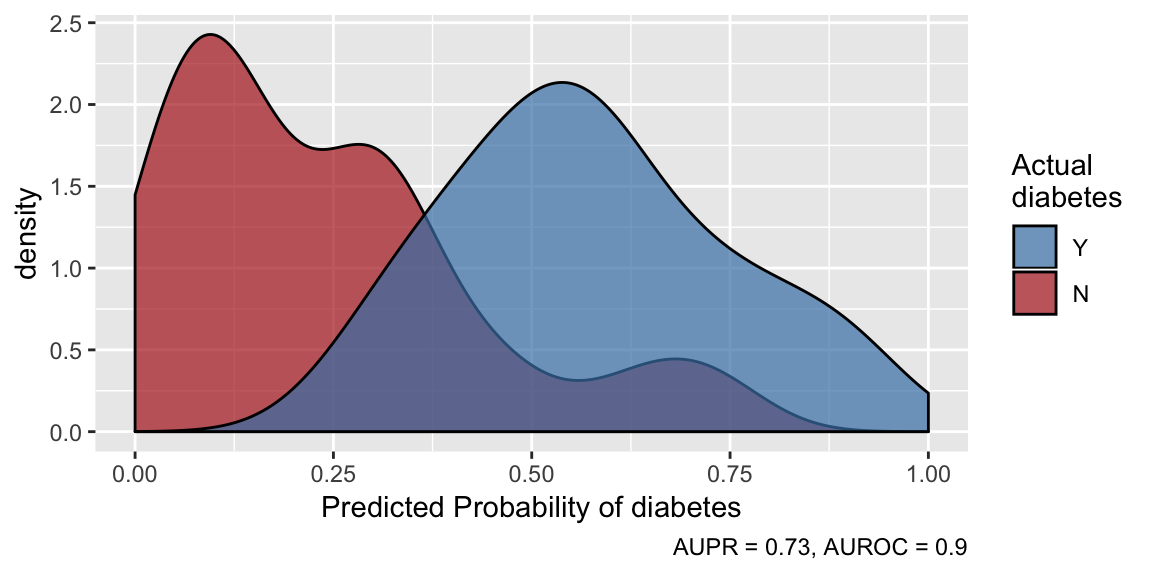 2.5
2.0
1.5
1.0
0.5
0.0
density
0.00 0.25 0.50 0.75 1.00
Predicted Probability of diabetes
AUPR = 0.73, AUROC = 0.9
Actual
diabetes
Y
N